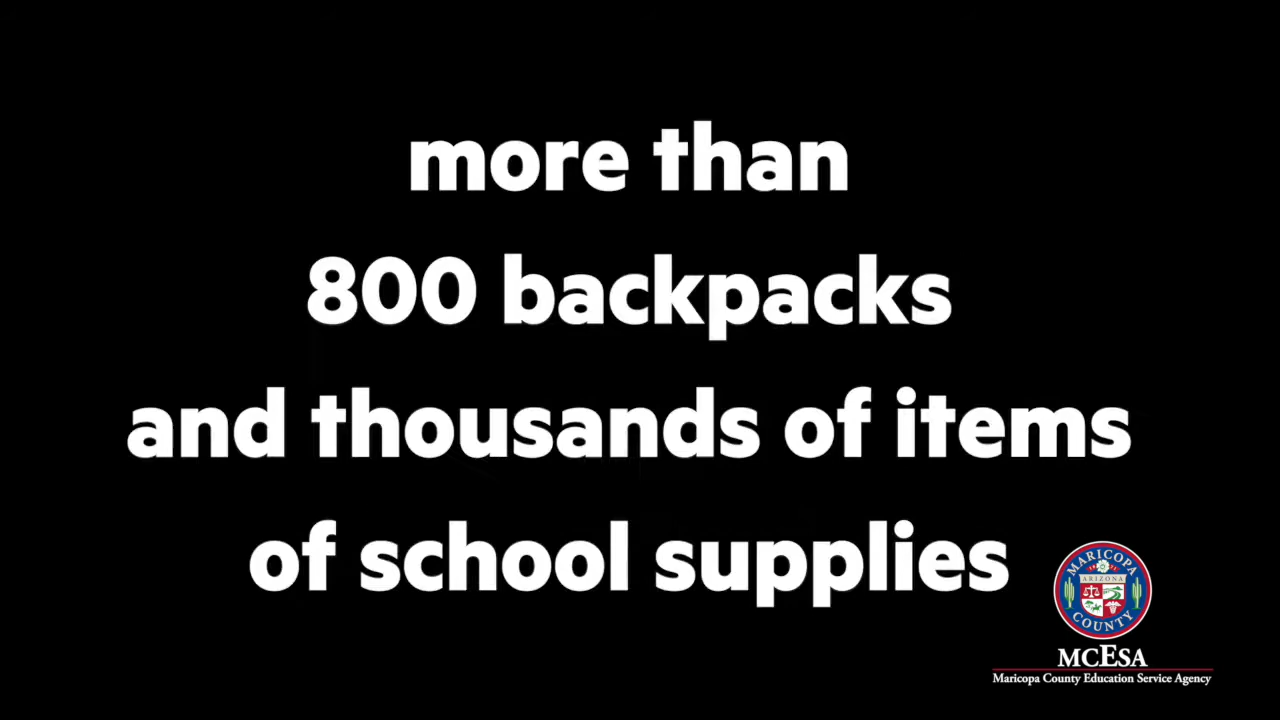 more than
800 backpacks
and thousands of items
of school supplies
MARICOPA
ARIZONA
COUNTY
MCESA
Maricopa County Education Service Agency